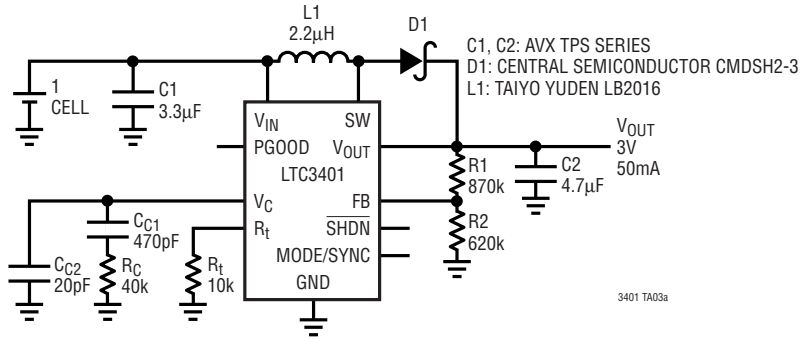 L1
2.2µH
D1
C1, C2: AVX TPS SERIES
D1: CENTRAL SEMICONDUCTOR CMDSH2-3
L1: TAIYO YUDEN LB2016
1
CELL
C1
3.3µF
VIN
SW
PGOOD
VOUT
LTC3401
VC
FB
Rt
SHDN
MODE/SYNC
GND
R1
870k
R2
620k
C2
4.7µF
VOUT
3V
50mA
CC1
470pF
CC2
20pF
RC
40k
Rt
10k
3401 TA03a